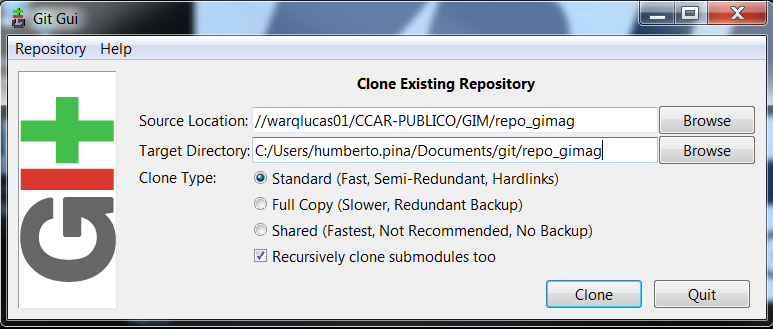 Git Gui
Repository Help
Clone Existing Repository
Source Location: //warqlucas01/CCAR-PUBLICO/GIM/repo_gimag Browse
Target Directory: C:/Users/humberto.pina/Documents/git/repo_gimag Browse
Clone Type: Standard (Fast, Semi-Redundant, Hardlinks)
Full Copy (Slower, Redundant Backup)
Shared (Fastest, Not Recommended, No Backup)
Recursively clone submodules too
Clone Quit